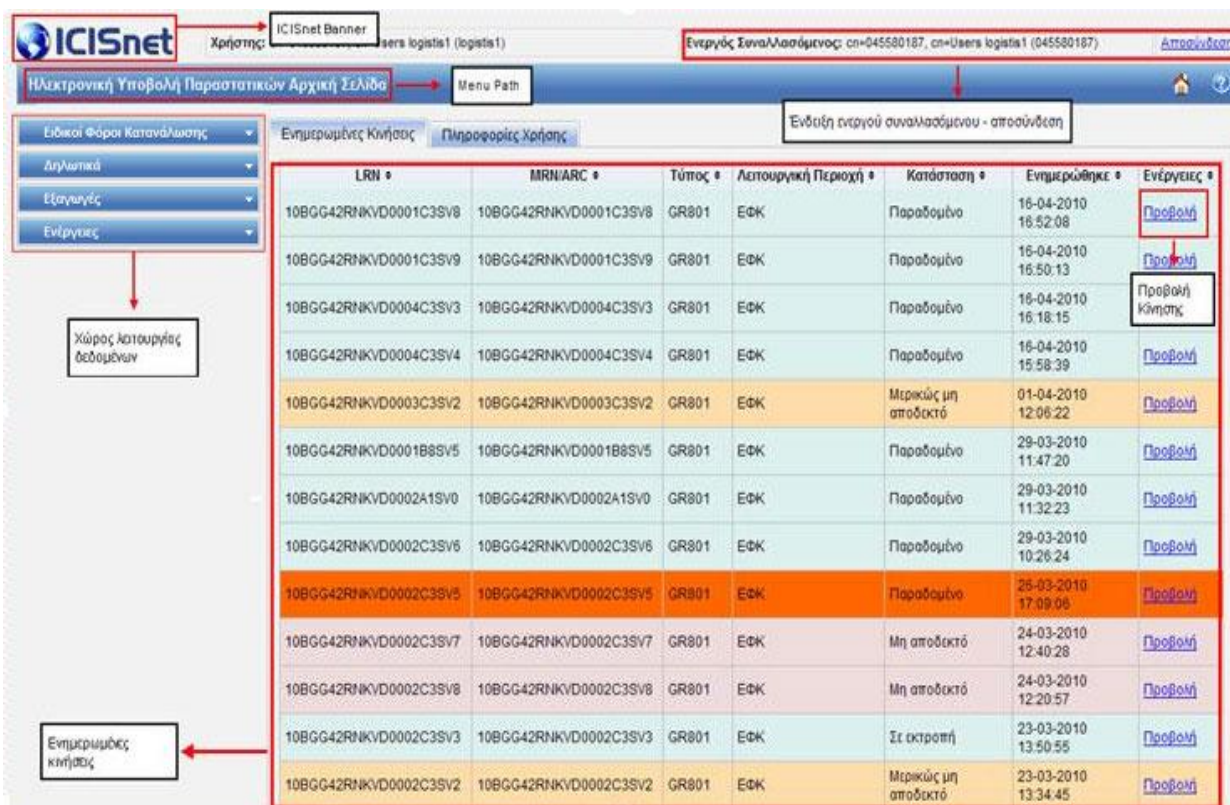 ICISnet
ICISnet Banner
Χρήστης: Users logistis1 (logistis1)
Ενεργός Συναλλασόμενος: cn=045580187, cn=Users logistis1 (045580187)
Αποσύνδεση
Ηλεκτρονική Υποβολή Παραστατικών Αρχική Σελίδα
Menu Path
Ένδειξη ενεργού συναλλασόμενου - αποσύνδεση
Ειδικοί Φόροι Κατανάλωσης
Δηλωτικά
Εξαγωγές
Ενέργειες
Χώρος λειτουργίας
δεδομένων
Ενημερωμένες Κινήσεις Πληροφορίες Χρήσης
LRN MRN/ARC Τύπος Λειτουργική Περιοχή Κατάσταση Ενημερώθηκε Ενέργειες
10BGG42RNKVD0001C3SV8 10BGG42RNKVD0001C3SV8 GR801 ΕΦΚ Παραδομένο 16-04-2010 16:52:08 Προβολή
10BGG42RNKVD0001C3SV9 10BGG42RNKVD0001C3SV9 GR801 ΕΦΚ Παραδομένο 16-04-2010 16:50:13 Προβολή
Προβολή
Κίνησης
10BGG42RNKVD0004C3SV3 10BGG42RNKVD0004C3SV3 GR801 ΕΦΚ Παραδομένο 16-04-2010 16:18:15
10BGG42RNKVD0004C3SV4 10BGG42RNKVD0004C3SV4 GR801 ΕΦΚ Παραδομένο 16-04-2010 15:58:39 Προβολή
10BGG42RNKVD0003C3SV2 10BGG42RNKVD0003C3SV2 GR801 ΕΦΚ Μερικώς μη αποδεκτό 01-04-2010 12:06:22 Προβολή
10BGG42RNKVD0001B8SV5 10BGG42RNKVD0001B8SV5 GR801 ΕΦΚ Παραδομένο 29-03-2010 11:47:20 Προβολή
10BGG42RNKVD0002A1SV0 10BGG42RNKVD0002A1SV0 GR801 ΕΦΚ Παραδομένο 29-03-2010 11:32:23 Προβολή
10BGG42RNKVD0002C3SV6 10BGG42RNKVD0002C3SV6 GR801 ΕΦΚ Παραδομένο 29-03-2010 10:26:24 Προβολή
10BGG42RNKVD0002C3SV5 10BGG42RNKVD0002C3SV5 GR801 ΕΦΚ Παραδομένο 26-03-2010 17:09:06 Προβολή
10BGG42RNKVD0002C3SV7 10BGG42RNKVD0002C3SV7 GR801 ΕΦΚ Μη αποδεκτό 24-03-2010 12:40:28 Προβολή
10BGG42RNKVD0002C3SV8 10BGG42RNKVD0002C3SV8 GR801 ΕΦΚ Μη αποδεκτό 24-03-2010 12:20:57 Προβολή
10BGG42RNKVD0002C3SV3 10BGG42RNKVD0002C3SV3 GR801 ΕΦΚ Σε εκτροπή 23-03-2010 13:50:55 Προβολή
10BGG42RNKVD0002C3SV2 10BGG42RNKVD0002C3SV2 GR801 ΕΦΚ Μερικώς μη αποδεκτό 23-03-2010 13:34:45 Προβολή
Ενημερωμένες
κινήσεις